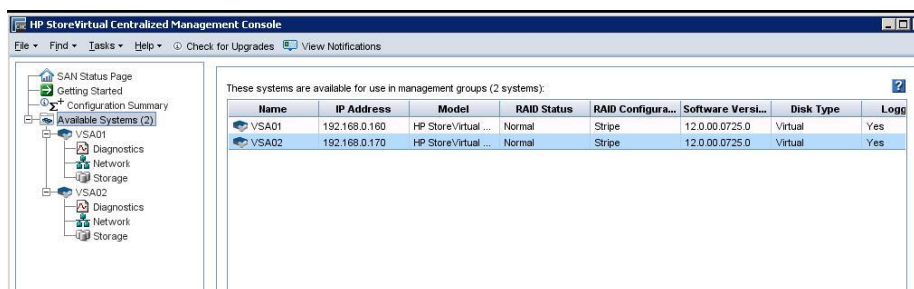 HP StoreVirtual Centralized Management Console
File Find Tasks Help Check for Upgrades View Notifications
SAN Status Page
Getting Started
Configuration Summary
Available Systems (2)
VSA01
Diagnostics
Network
Storage
VSA02
Diagnostics
Network
Storage
These systems are available for use in management groups (2 systems):
Name IP Address Model RAID Status RAID Configura... Software Versi... Disk Type Logg
VSA01 192.168.0.160 HP StoreVirtual ... Normal Stripe 12.0.00.0725.0 Virtual Yes
VSA02 192.168.0.170 HP StoreVirtual ... Normal Stripe 12.0.00.0725.0 Virtual Yes